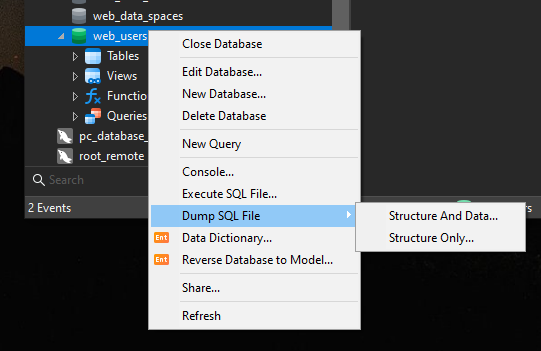 web_data_spaces
web_users
Tables
Views
Functio
Queries
pc_database_
root_remote
Search
2 Events
Close Database
Edit Database...
New Database...
Delete Database
New Query
Console...
Execute SQL File...
Dump SQL File
Ent Data Dictionary...
Ent Reverse Database to Model...
Share...
Refresh
Structure And Data...
Structure Only...